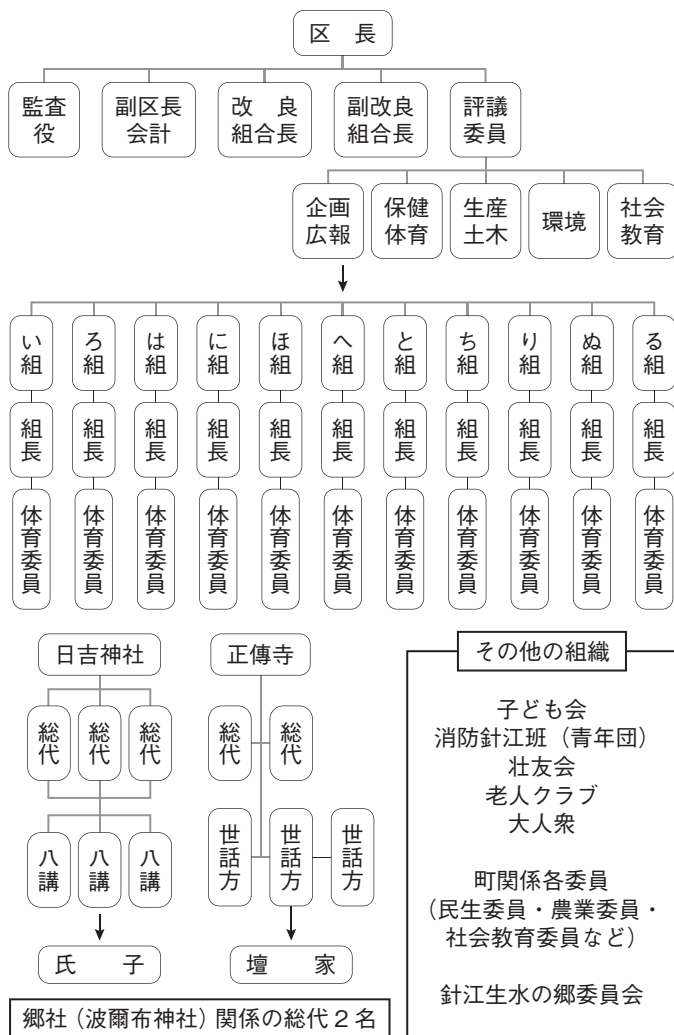 区 長
監査役
副区長会計
改 良組合長
副改良組合長
評議委員
企画広報
保健体育
生産土木
環境
社会教育
い組 ろ組 は組 に組 ほ組 へ組 と組 ち組 り組 ぬ組 る組
組長 組長 組長 組長 組長 組長 組長 組長 組長 組長 組長
体育委員 体育委員 体育委員 体育委員 体育委員 体育委員 体育委員 体育委員 体育委員 体育委員 体育委員
日吉神社
総代 総代 総代
八講 八講 八講
氏 子
正傳寺
総代 総代
世話方 世話方 世話方
壇 家
郷社（波爾布神社）関係の総代２名
その他の組織
子ども会
消防針江班（青年団）
壮友会
老人クラブ
大人衆
町関係各委員
（民生委員・農業委員・
社会教育委員など）
針江生水の郷委員会